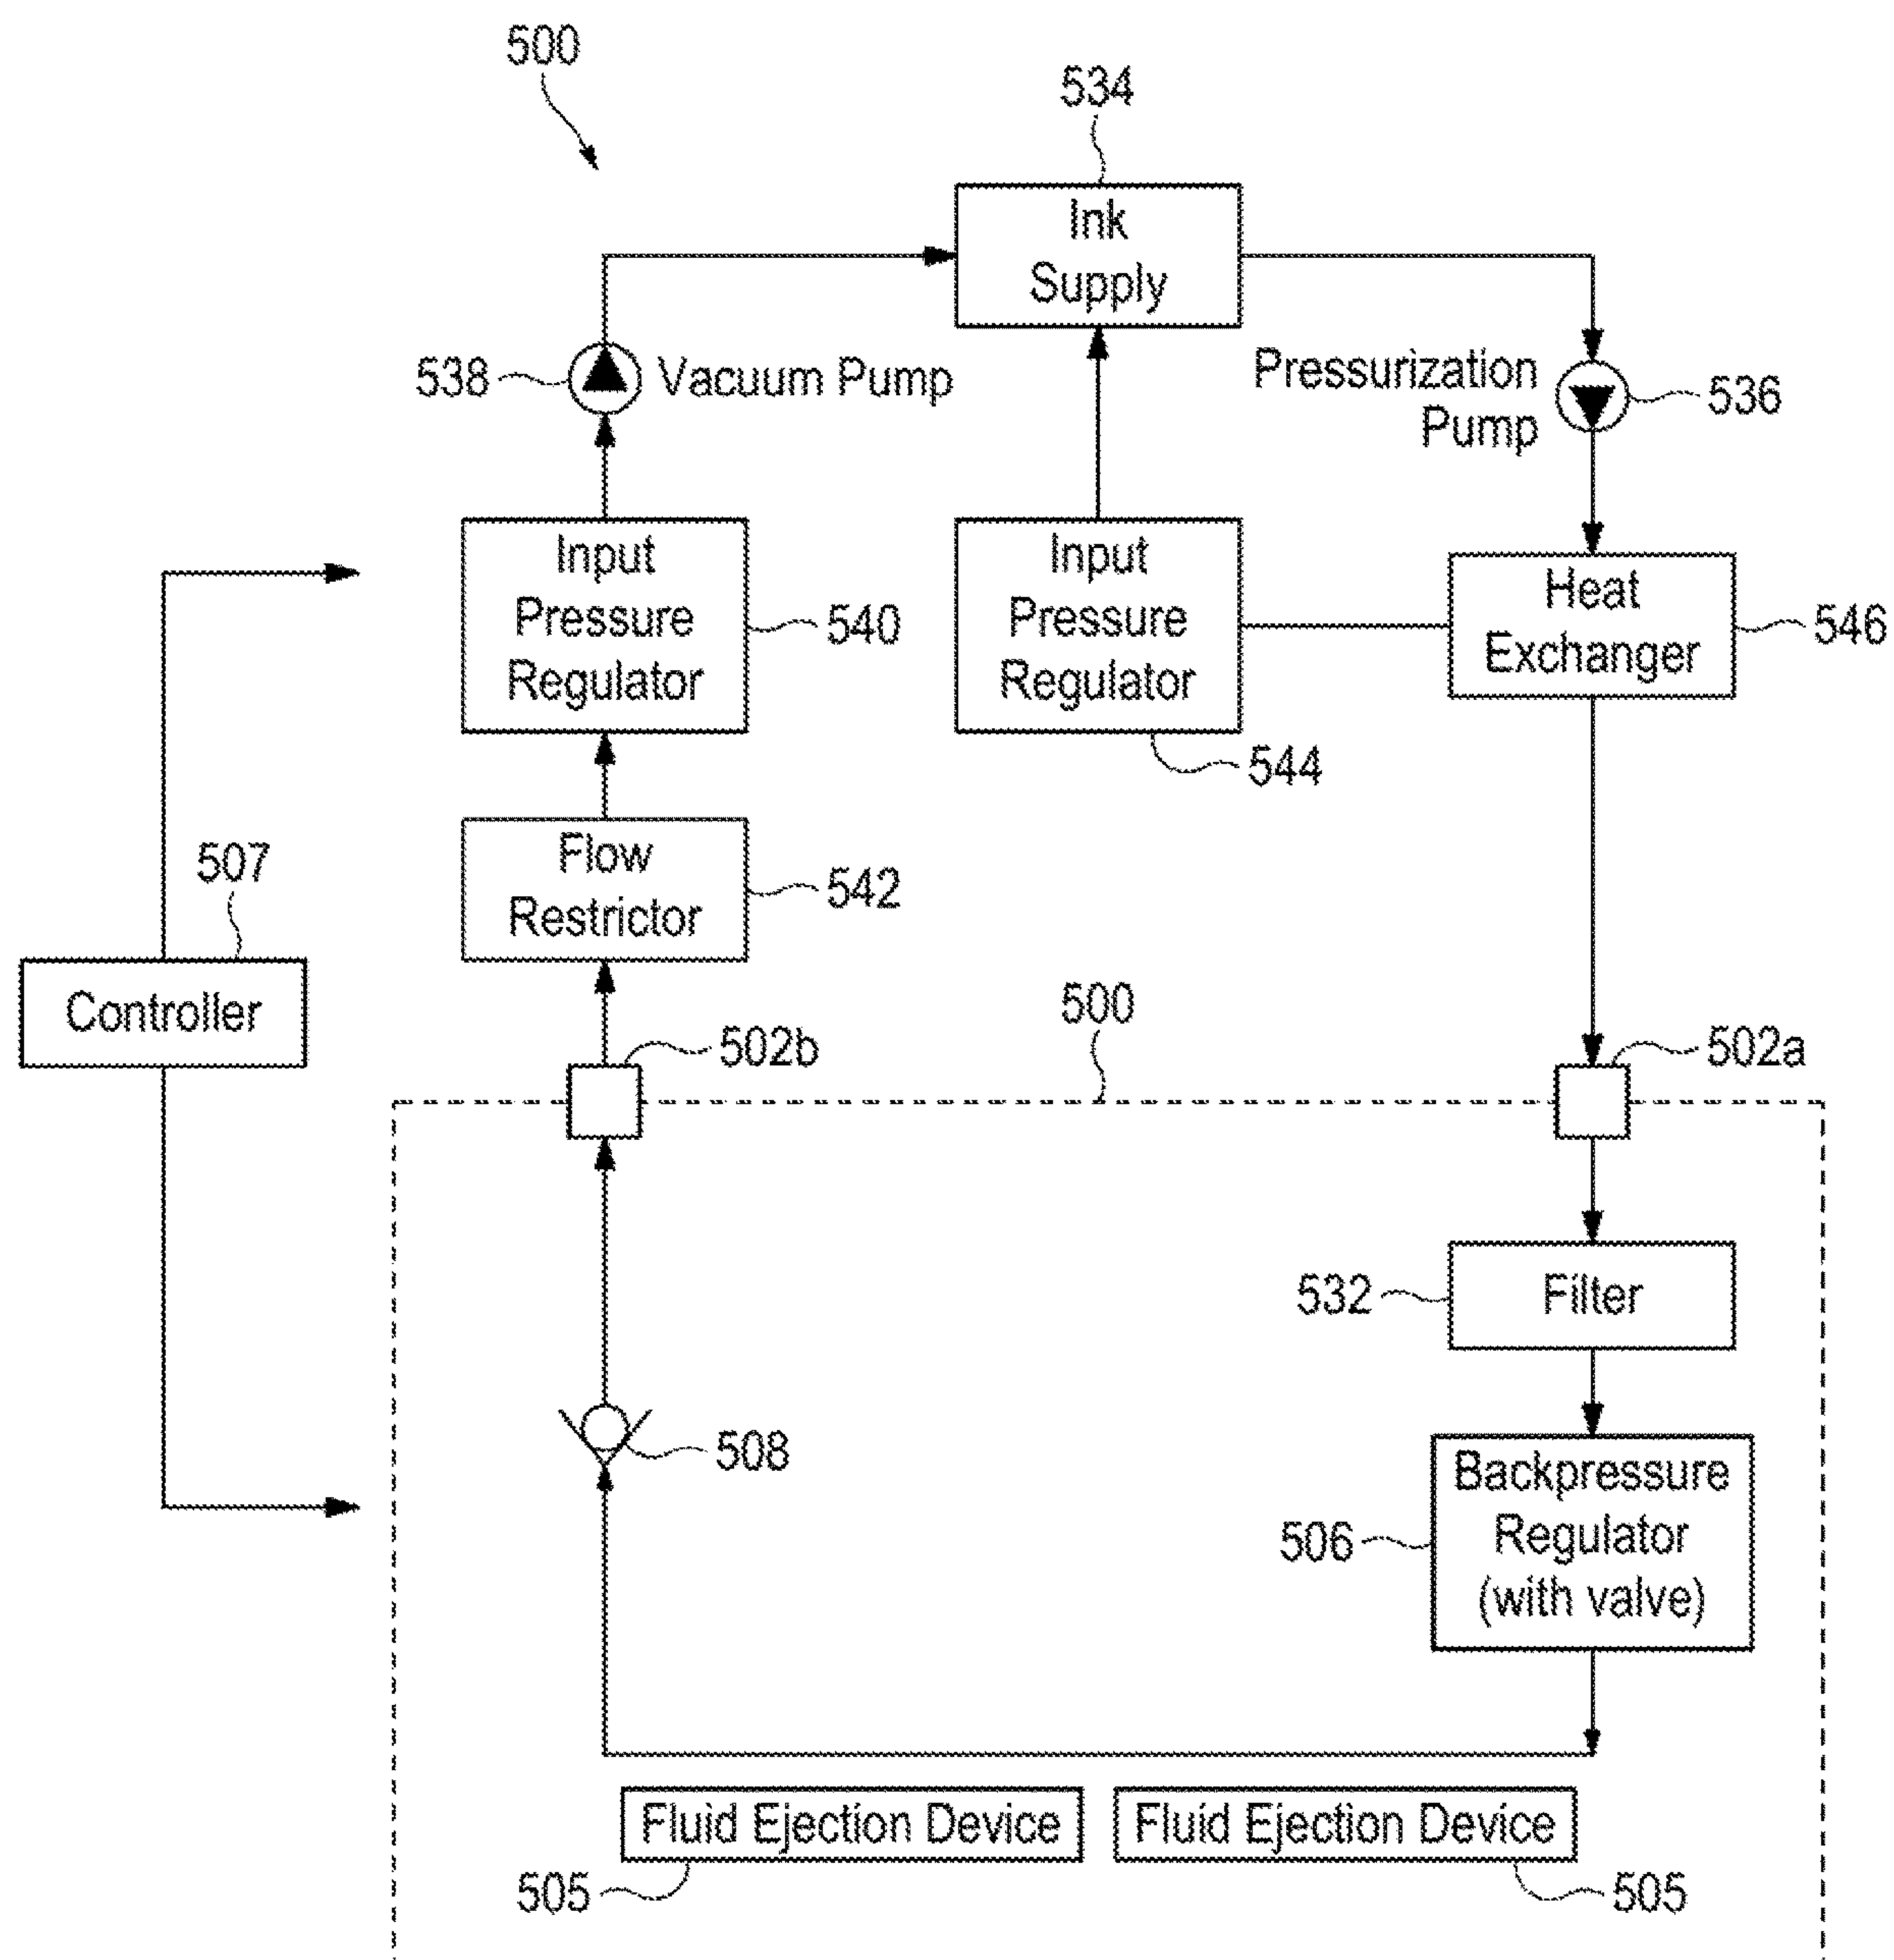 500
534
Ink
Supply
538
Vacuum Pump
Pressurization
Pump
536
Input
Pressure
Regulator
540
Input
Pressure
Regulator
544
Heat
Exchanger
546
507
Flow
Restrictor
542
Controller
502b
500
502a
532
Filter
508
506
Backpressure
Regulator
(with valve)
Fluid Ejection Device
Fluid Ejection Device
505
505